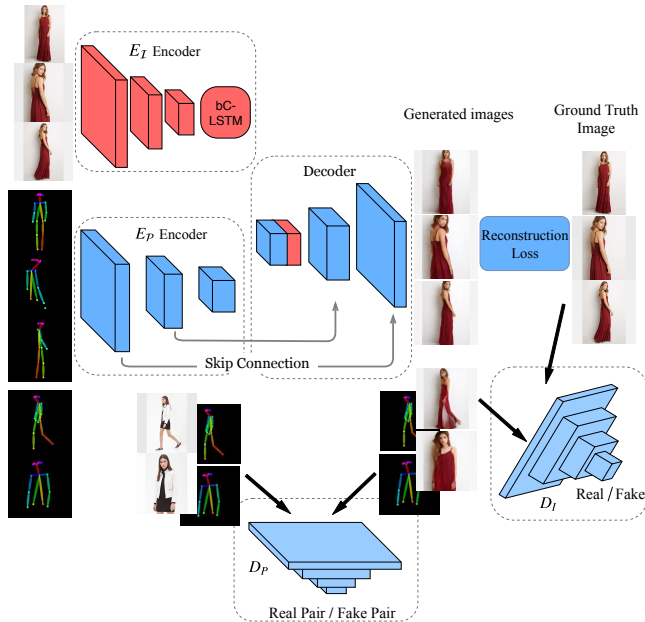 E_I Encoder
bC-
LSTM
Generated images
Ground Truth
Image
Decoder
E_P Encoder
Reconstruction
Loss
Skip Connection
Real / Fake
D_I
D_P
Real Pair / Fake Pair